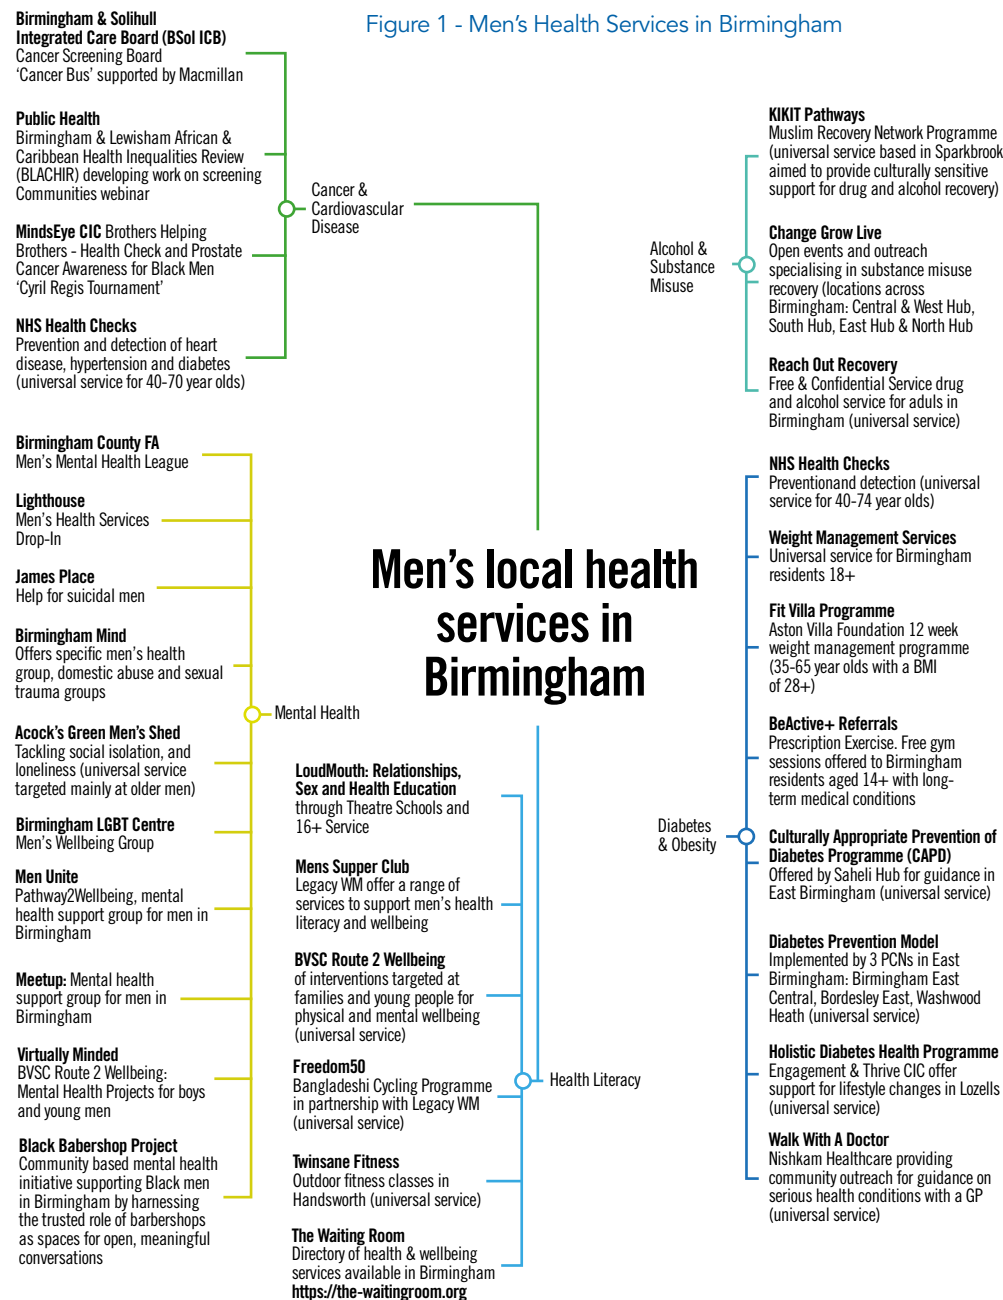 Figure 1 - Men’s Health Services in Birmingham
Birmingham & Solihull
Integrated Care Board (BSol ICB)
Cancer Screening Board
‘Cancer Bus’ supported by Macmillan
Public Health
Birmingham & Lewisham African &
Caribbean Health Inequalities Review
(BLACHIR) developing work on screening
Communities webinar
MindsEye CIC Brothers Helping
Brothers - Health Check and Prostate
Cancer Awareness for Black Men
‘Cyril Regis Tournament’
NHS Health Checks
Prevention and detection of heart
disease, hypertension and diabetes
(universal service for 40-70 year olds)
Cancer &
Cardiovascular
Disease
Birmingham County FA
Men’s Mental Health League
Lighthouse
Men’s Health Services
Drop-In
James Place
Help for suicidal men
Birmingham Mind
Offers specific men’s health
group, domestic abuse and sexual
trauma groups
Acock’s Green Men’s Shed
Tackling social isolation, and
loneliness (universal service
targeted mainly at older men)
Birmingham LGBT Centre
Men’s Wellbeing Group
Men Unite
Pathway2Wellbeing, mental
health support group for men in
Birmingham
Meetup: Mental health
support group for men in
Birmingham
Virtually Minded
BVSC Route 2 Wellbeing:
Mental Health Projects for boys
and young men
Black Babershop Project
Community based mental health
initiative supporting Black men
in Birmingham by harnessing
the trusted role of barbershops
as spaces for open, meaningful
conversations
Mental Health
Men’s local health
services in
Birmingham
LoudMouth: Relationships,
Sex and Health Education
through Theatre Schools and
16+ Service
Mens Supper Club
Legacy WM offer a range of
services to support men’s health
literacy and wellbeing
BVSC Route 2 Wellbeing
of interventions targeted at
families and young people for
physical and mental wellbeing
(universal service)
Freedom50
Bangladeshi Cycling Programme
in partnership with Legacy WM
(universal service)
Twinsane Fitness
Outdoor fitness classes in
Handsworth (universal service)
The Waiting Room
Directory of health & wellbeing
services available in Birmingham
https://the-waitingroom.org
Health Literacy
Alcohol &
Substance
Misuse
KIKIT Pathways
Muslim Recovery Network Programme
(universal service based in Sparkbrook
aimed to provide culturally sensitive
support for drug and alcohol recovery)
Change Grow Live
Open events and outreach
specialising in substance misuse
recovery (locations across
Birmingham: Central & West Hub,
South Hub, East Hub & North Hub
Reach Out Recovery
Free & Confidential Service drug
and alcohol service for aduls in
Birmingham (universal service)
Diabetes
& Obesity
NHS Health Checks
Preventionand detection (universal
service for 40-74 year olds)
Weight Management Services
Universal service for Birmingham
residents 18+
Fit Villa Programme
Aston Villa Foundation 12 week
weight management programme
(35-65 year olds with a BMI
of 28+)
BeActive+ Referrals
Prescription Exercise. Free gym
sessions offered to Birmingham
residents aged 14+ with long-
term medical conditions
Culturally Appropriate Prevention of
Diabetes Programme (CAPD)
Offered by Saheli Hub for guidance in
East Birmingham (universal service)
Diabetes Prevention Model
Implemented by 3 PCNs in East
Birmingham: Birmingham East
Central, Bordesley East, Washwood
Heath (universal service)
Holistic Diabetes Health Programme
Engagement & Thrive CIC offer
support for lifestyle changes in Lozells
(universal service)
Walk With A Doctor
Nishkam Healthcare providing
community outreach for guidance on
serious health conditions with a GP
(universal service)